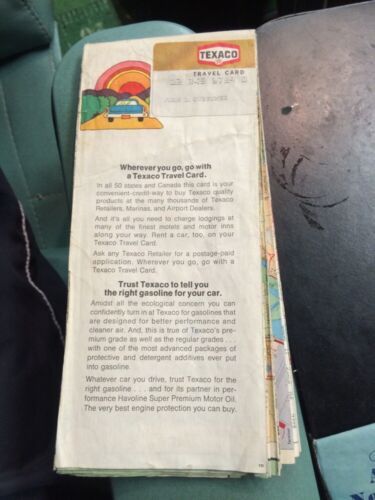 TEXACO
TRAVEL CARD
Wherever you go, go with
a Texaco Travel Card.
In all 50 states and Canada this card is your
convenient-credit-way to buy Texaco quality
products at the many thousands of Texaco
Retailers, Marinas, and Airport Dealers.
And it's all you need to charge lodgings at
many of the finest motels and motor inns
along your way. Rent a car, too, on your
Texaco Travel Card.
Ask any Texaco Retailer for a postage-paid
application. Wherever you go, go with a
Texaco Travel Card.
Trust Texaco to tell you
the right gasoline for your car.
Amidst all the ecological concern you can
confidently turn in at Texaco for gasolines that
are designed for better performance and
cleaner air. And, this is true of Texaco's pre-
mium grade as well as the regular grades . . .
with one of the most advanced packages of
protective and detergent additives ever put
into gasoline.
Whatever car you drive, trust Texaco for the
right gasoline . . . and for its partner in per-
formance Havoline Super Premium Motor Oil.
The very best engine protection you can buy.